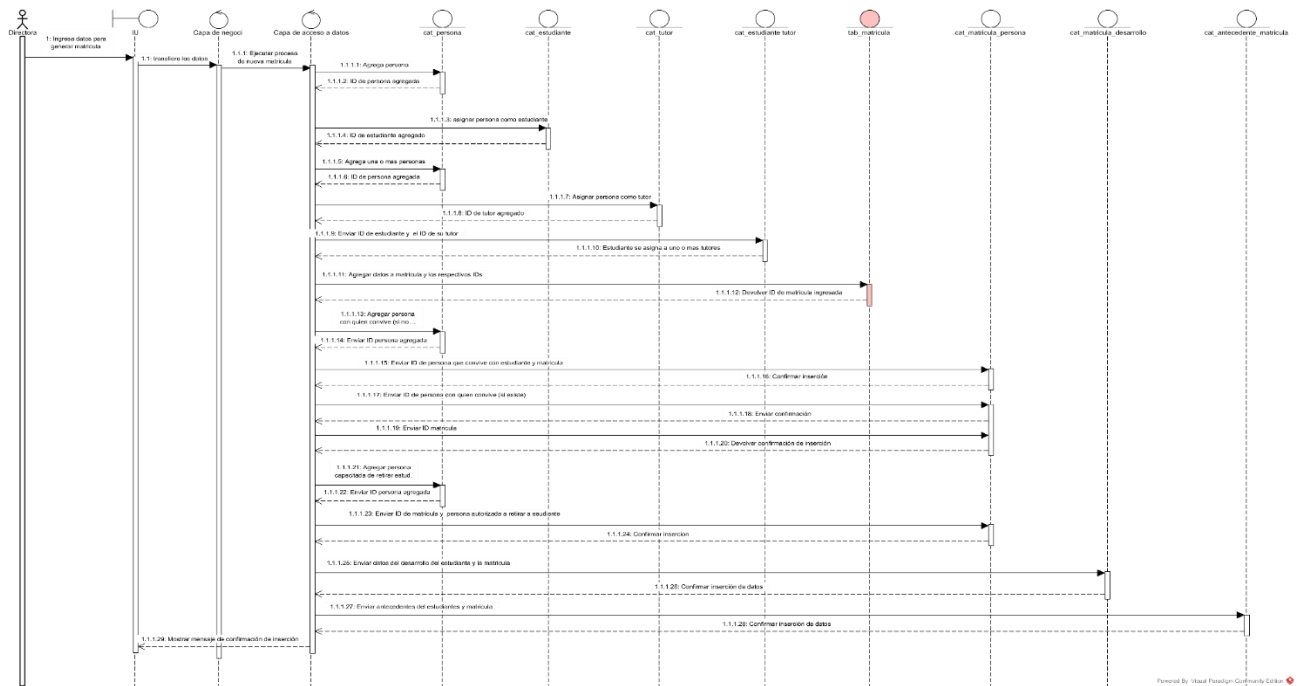 Directora
IU
Capa de negoci
Capa de acceso a datos
cat_persona
cat_estudiante
cat_tutor
cat_estudiante tutor
tab_matricula
cat_matricula_persona
cat_matricula_desarrollo
cat_antecedente_matricula
1: Ingresa datos para
generar matricula
1.1: transfiere los datos
1.1.1: Ejecutar proceso
de nueva matricula
1.1.1.1: Agrega persona
1.1.1.2: ID de persona agregada
1.1.1.3: asignar persona como estudiante
1.1.1.4: ID de estudiante agregado
1.1.1.5: Agrega una o mas personas
1.1.1.6: ID de persona agregada
1.1.1.7: Asignar persona como tutor
1.1.1.8: ID de tutor agregado
1.1.1.9: Enviar ID de estudiante y el ID de su tutor
1.1.1.10: Estudiante se asigna a uno o mas tutores
1.1.1.11: Agregar datos a matricula y los respectivos IDs
1.1.1.12: Devolver ID de matricula ingresada
1.1.1.13: Agregar persona
con quien convive (si no ...
1.1.1.14: Enviar ID persona agregada
1.1.1.15: Enviar ID de persona que convive con estudiante y matricula
1.1.1.16: Confirmar inserción
1.1.1.17: Enviar ID de persona con quien convive (si existe)
1.1.1.18: Enviar confirmación
1.1.1.19: Enviar ID matricula
1.1.1.20: Devolver confirmación de inserción
1.1.1.21: Agregar persona
capacitada de retirar estud.
1.1.1.22: Enviar ID persona agregada
1.1.1.23: Enviar ID de matricula y persona autorizada a retirar a esudiante
1.1.1.24: Confirmar insercion
1.1.1.25: Enviar datos del desarrollo del estudiante y la matricula
1.1.1.26: Confirmar inserción de datos
1.1.1.27: Enviar antecedentes del estudiantes y matricula
1.1.1.28: Confirmar inserción de datos
1.1.1.29: Mostrar mensaje de confirmación de inserción
Powered By Visual Paradigm Community Edition